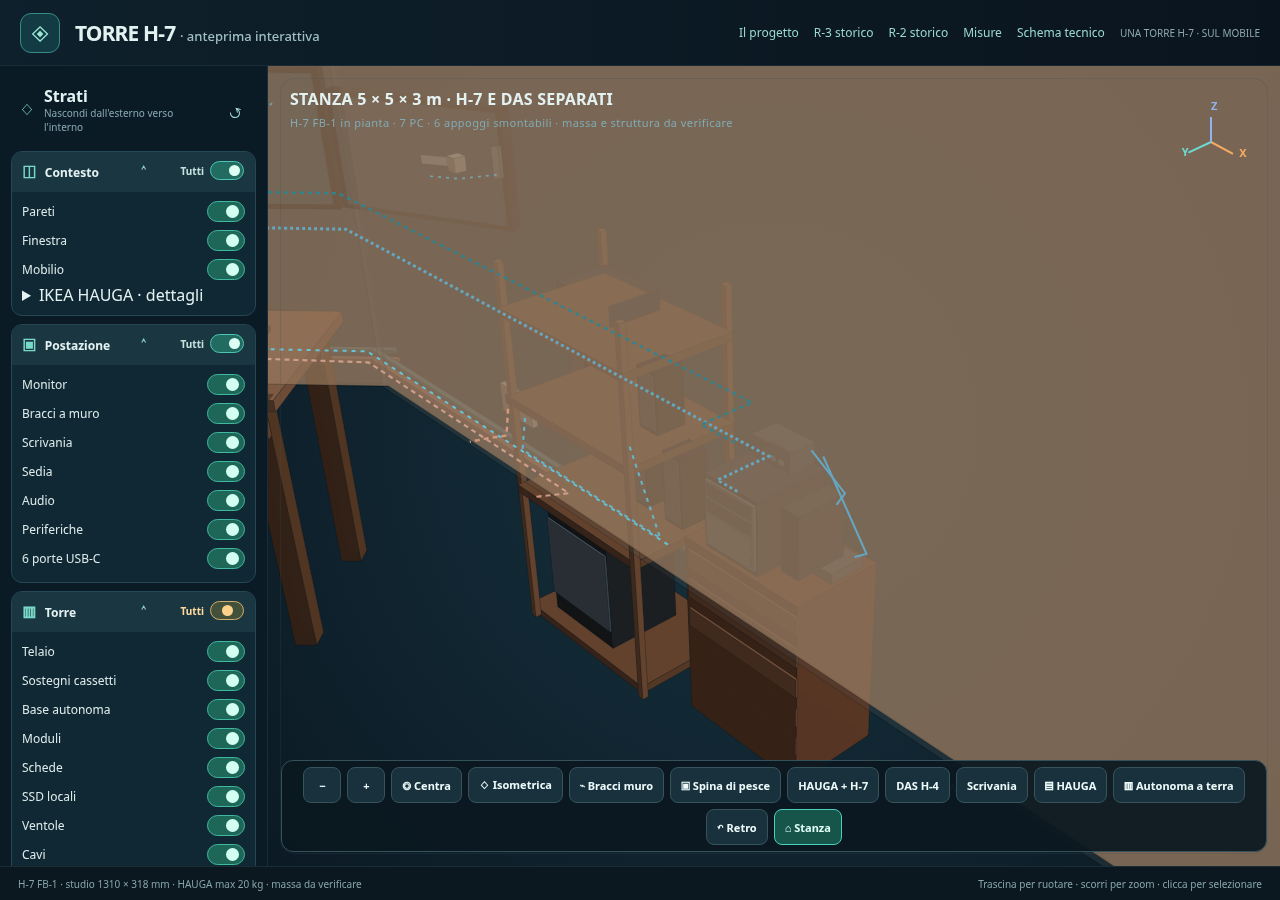 TORRE H-7 · anteprima interattiva
Il progetto
R-3 storico
R-2 storico
Misure
Schema tecnico
UNA TORRE H-7 · SUL MOBILE
Strati
Nascondi dall'esterno verso
l'interno
Contesto
Tutti
Pareti
Finestra
Mobilio
IKEA HAUGA · dettagli
Postazione
Tutti
Monitor
Bracci a muro
Scrivania
Sedia
Audio
Periferiche
6 porte USB-C
Torre
Tutti
Telaio
Sostegni cassetti
Base autonoma
Moduli
Schede
SSD locali
Ventole
Cavi
STANZA 5 × 5 × 3 m · H-7 E DAS SEPARATI
H-7 FB-1 in pianta · 7 PC · 6 appoggi smontabili · massa e struttura da verificare
Z
Y
X
−
+
Centra
Isometrica
Bracci muro
Spina di pesce
HAUGA + H-7
DAS H-4
Scrivania
HAUGA
Autonoma a terra
Retro
Stanza
H-7 FB-1 · studio 1310 × 318 mm · HAUGA max 20 kg · massa da verificare
Trascina per ruotare · scorri per zoom · clicca per selezionare